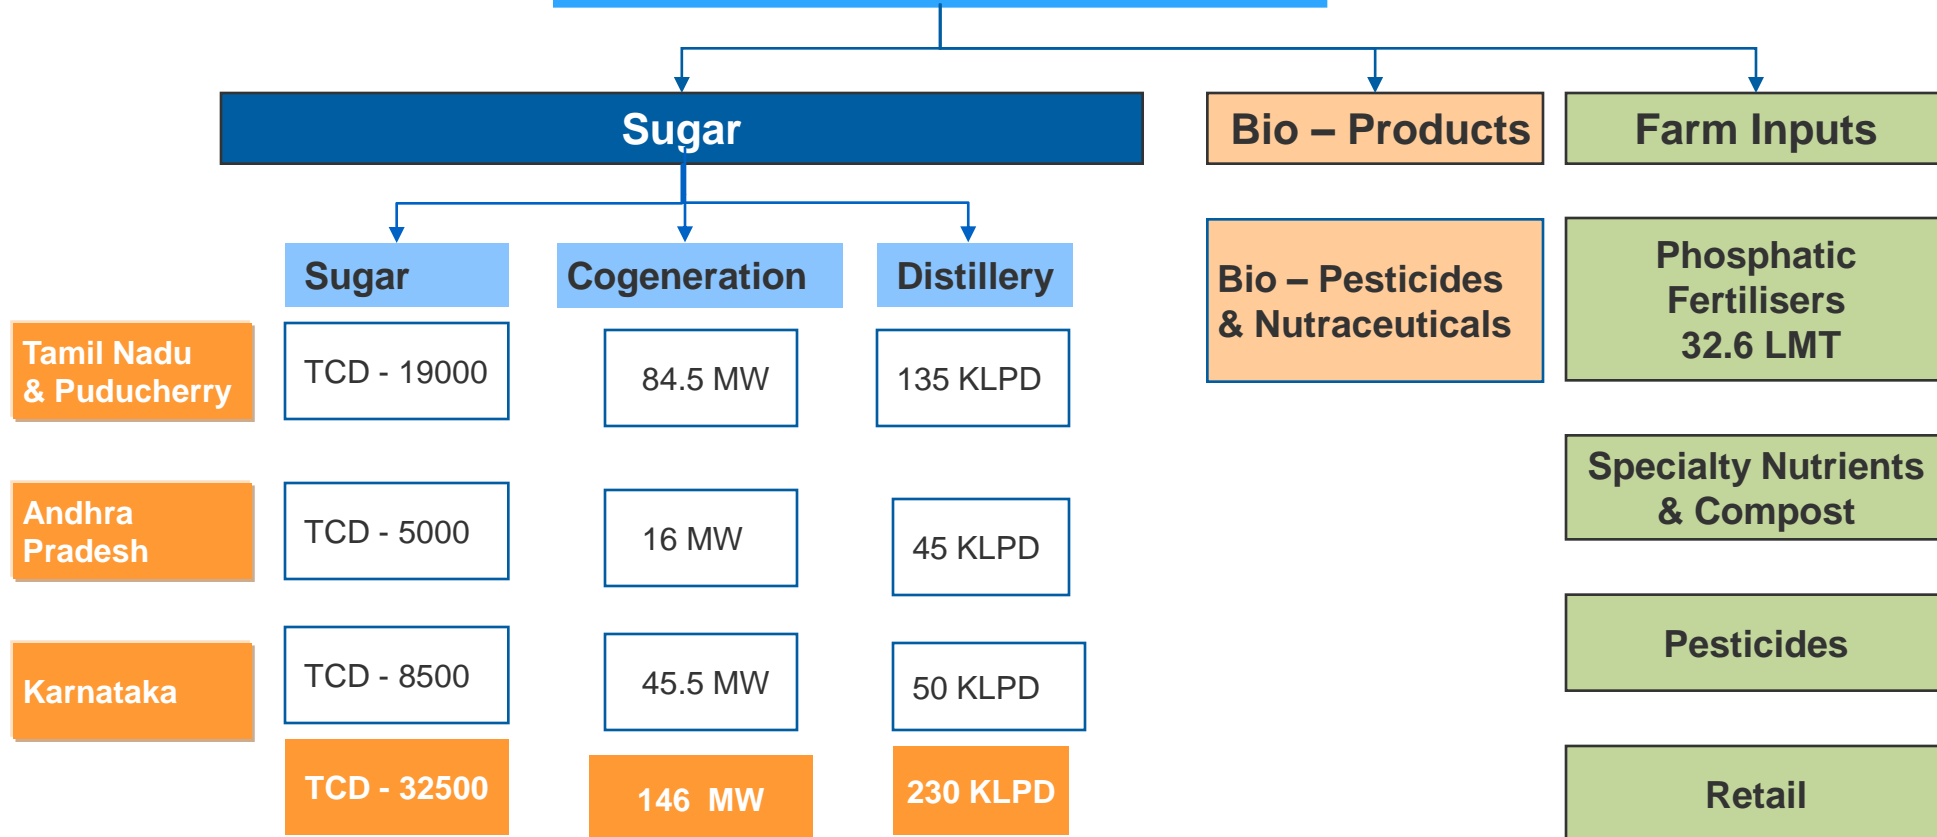 Sugar
Bio – Products
Farm Inputs
Sugar
Cogeneration
Distillery
Bio – Pesticides
& Nutraceuticals
Phosphatic
Fertilisers
32.6 LMT
Tamil Nadu
& Puducherry
TCD - 19000
84.5 MW
135 KLPD
Specialty Nutrients
& Compost
Andhra
Pradesh
TCD - 5000
16 MW
45 KLPD
Pesticides
Karnataka
TCD - 8500
45.5 MW
50 KLPD
TCD - 32500
146 MW
230 KLPD
Retail